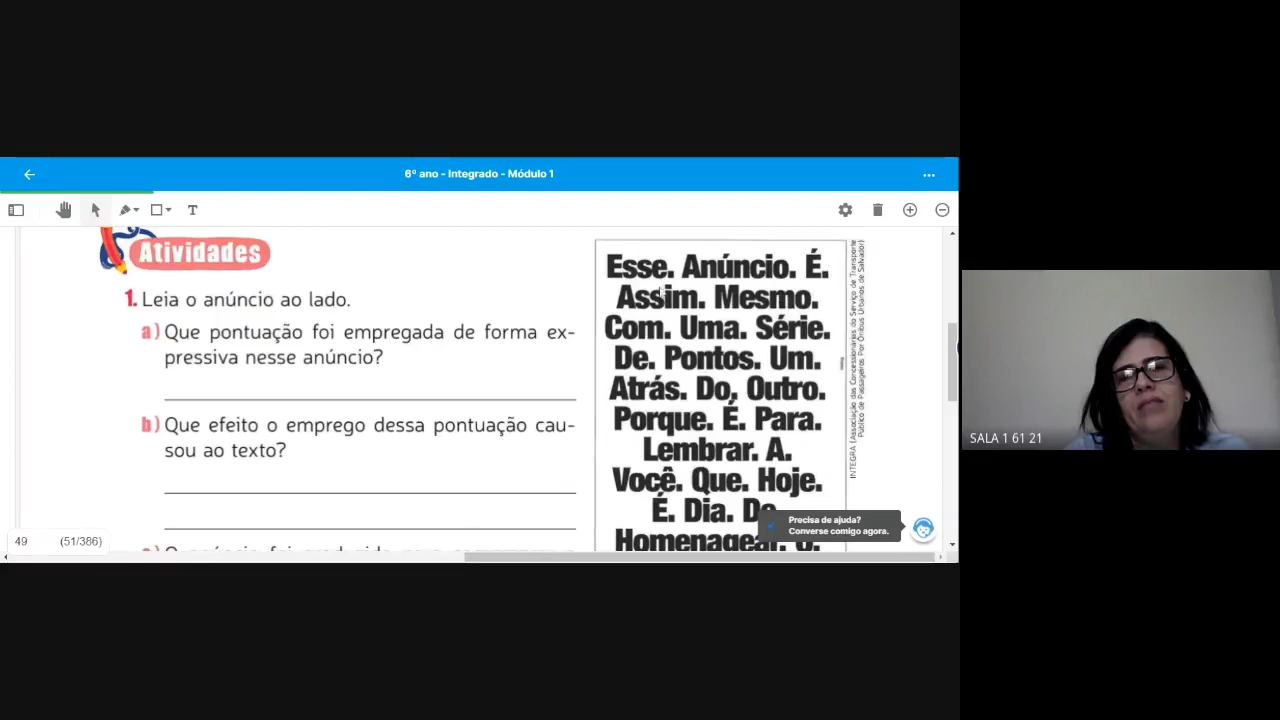 6º ano - Integrado - Módulo 1
Atividades
1. Leia o anúncio ao lado.
a) Que pontuação foi empregada de forma ex-
pressiva nesse anúncio?
b) Que efeito o emprego dessa pontuação cau-
sou ao texto?
Esse. Anúncio. É.
Assim. Mesmo.
Com. Uma. Série.
De. Pontos. Um.
Atrás. Do. Outro.
Porque. É. Para.
Lembrar. A.
Você. Que. Hoje.
É. Dia. De
Homenagear. O.
INTEGRA (Associação das Concessionárias do Serviço de Transporte
Público de Passageiros Por Ônibus Urbanos de Salvador)
Precisa de ajuda?
Converse comigo agora.
49 (51/386)
SALA 1 61 21